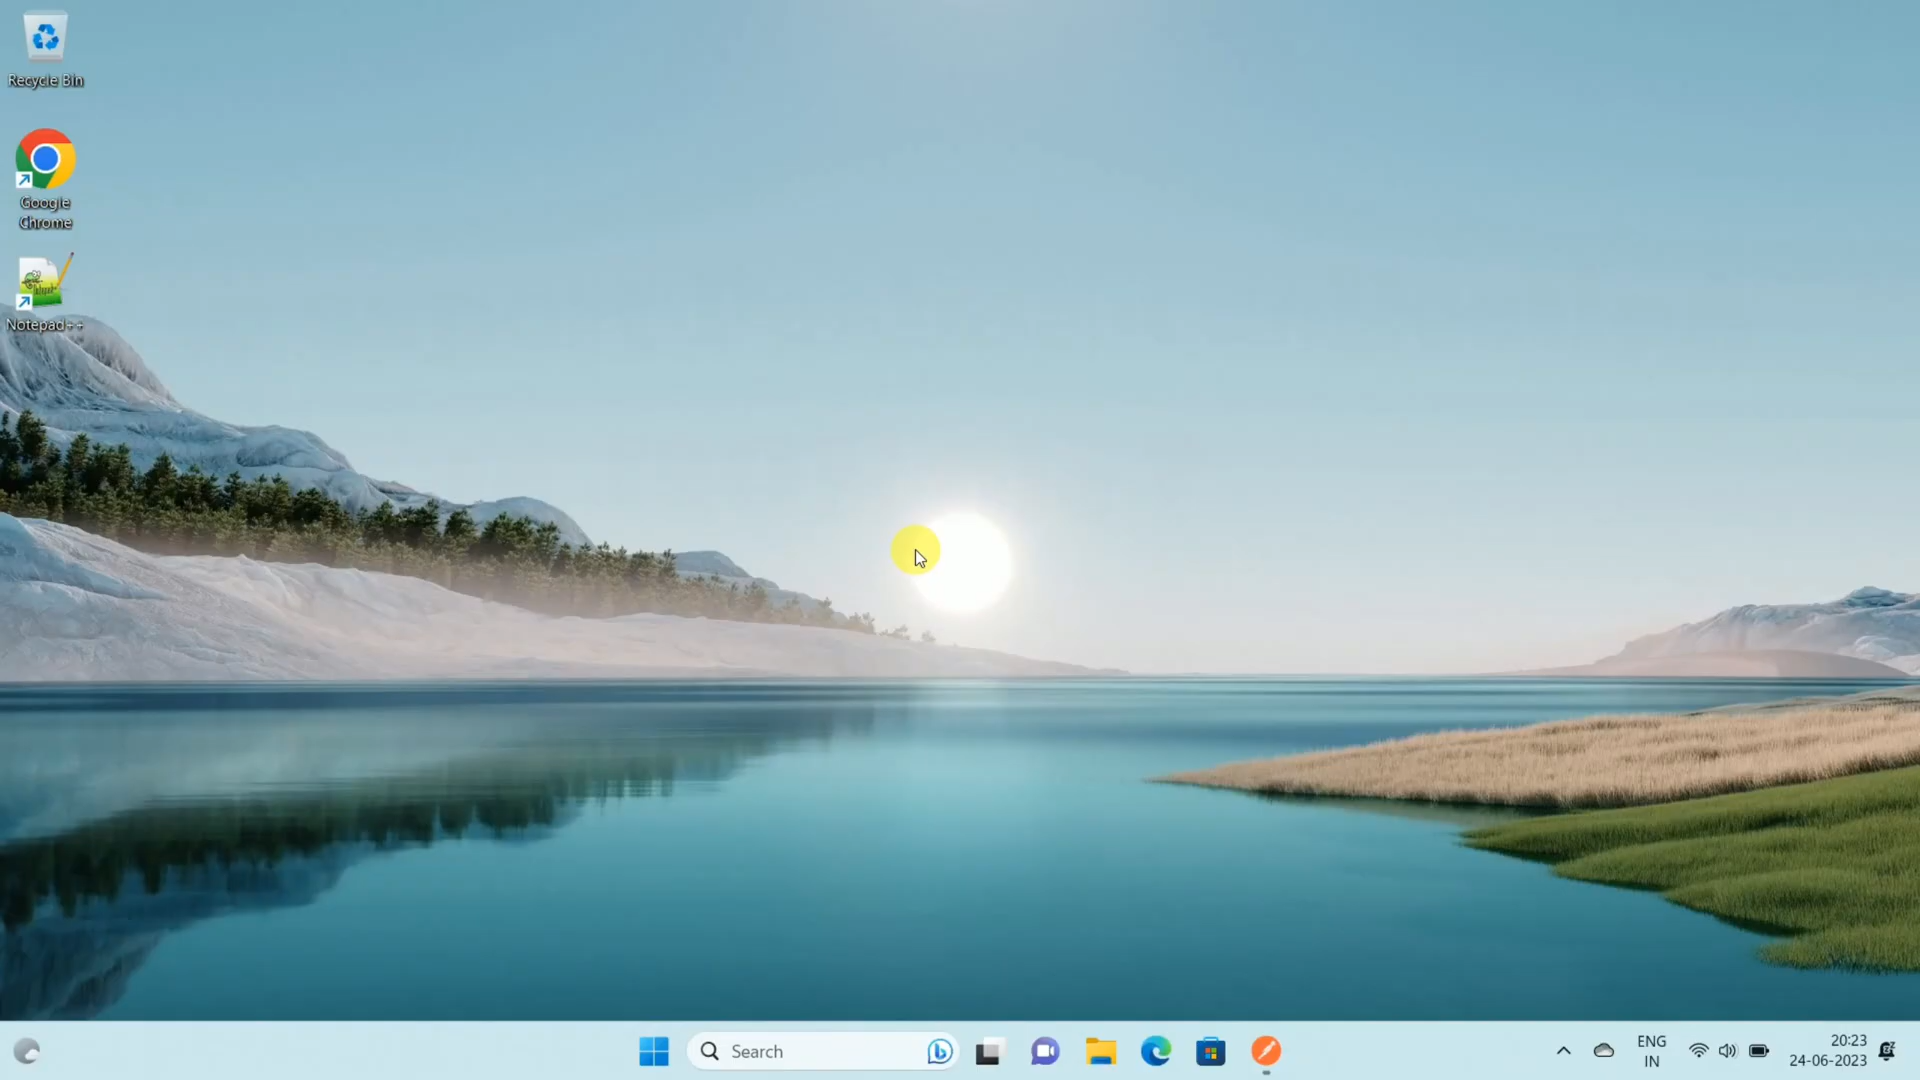 Recycle Bin
Google
Chrome
Notepad++
Search
ENG
IN
20:23
24-06-2023